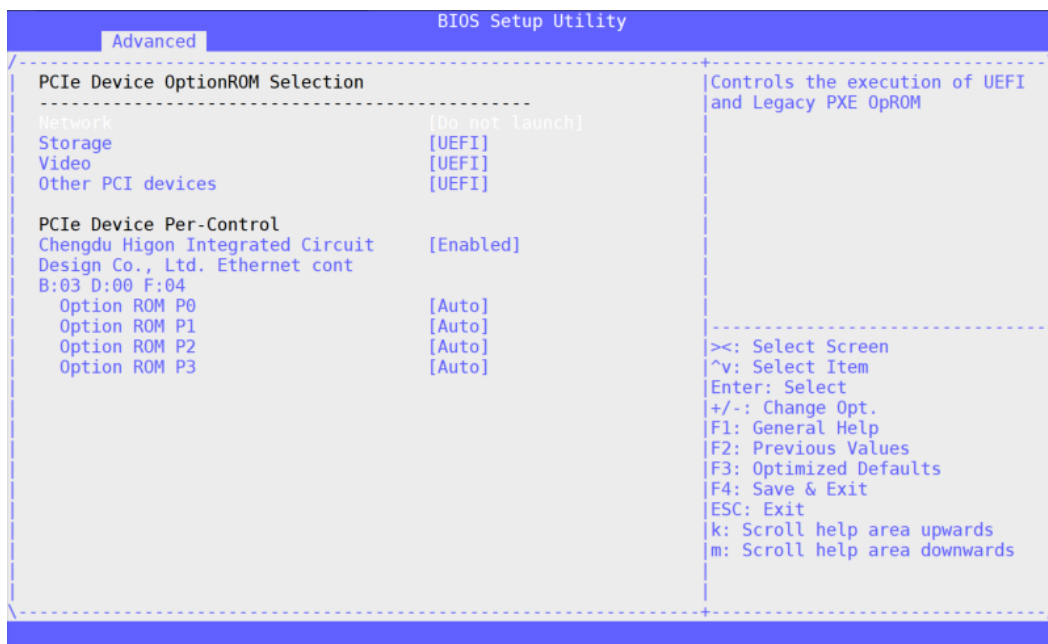 BIOS Setup Utility
Advanced
PCIe Device OptionROM Selection
Network [Do not launch]
Storage [UEFI]
Video [UEFI]
Other PCI devices [UEFI]
PCIe Device Per-Control
Chengdu Higon Integrated Circuit [Enabled]
Design Co., Ltd. Ethernet cont
B:03 D:00 F:04
Option ROM P0 [Auto]
Option ROM P1 [Auto]
Option ROM P2 [Auto]
Option ROM P3 [Auto]
Controls the execution of UEFI
and Legacy PXE OpROM
><: Select Screen
^v: Select Item
Enter: Select
+/-: Change Opt.
F1: General Help
F2: Previous Values
F3: Optimized Defaults
F4: Save & Exit
ESC: Exit
k: Scroll help area upwards
m: Scroll help area downwards